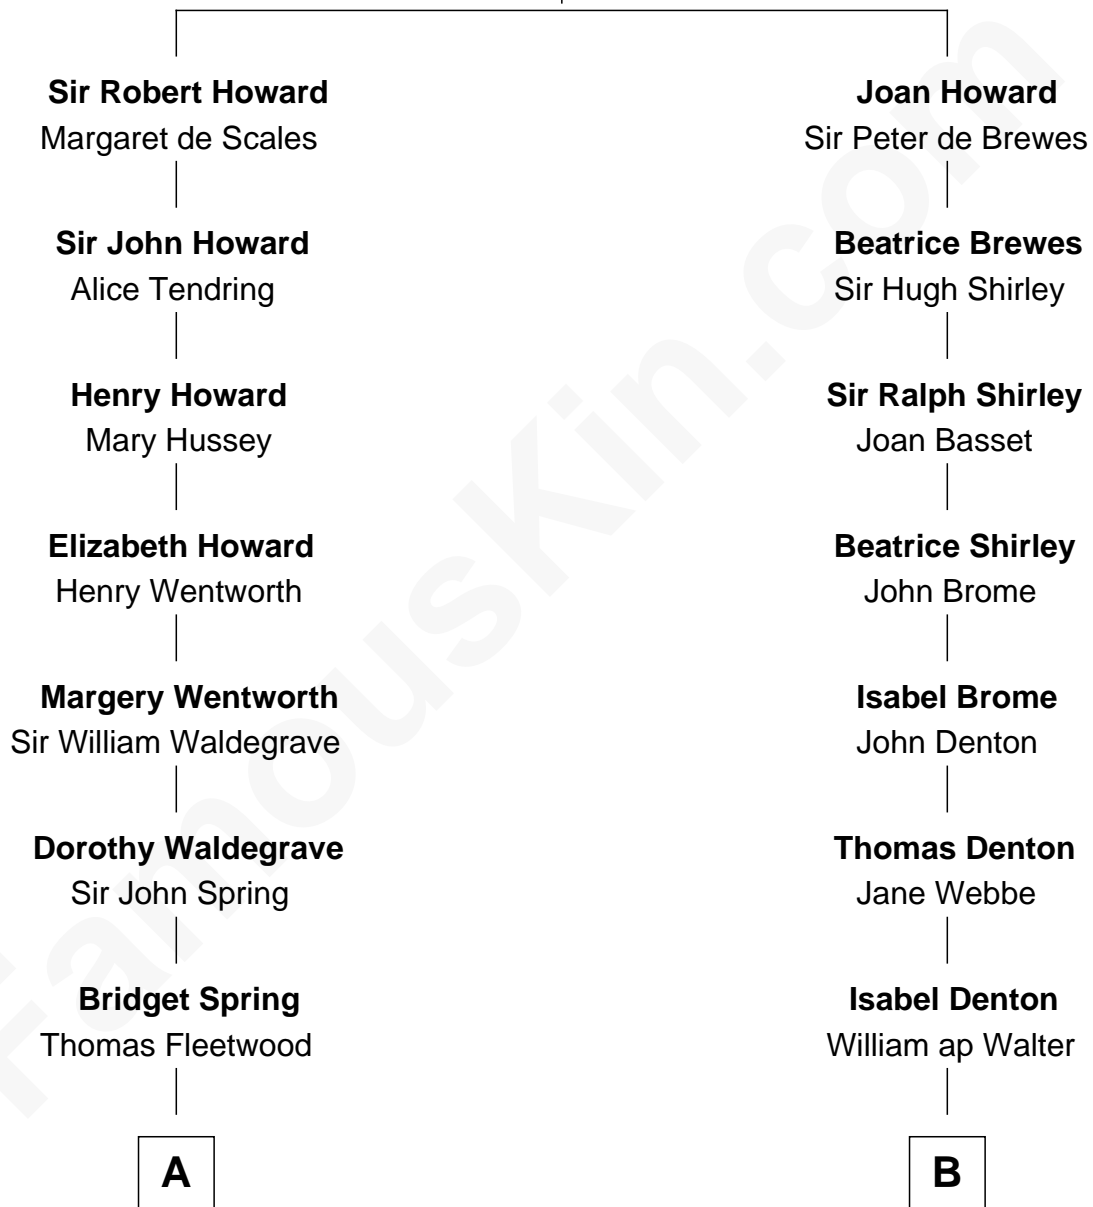 Sir Robert Howard
Margaret de Scales
Sir John Howard
Alice Tendring
Henry Howard
Mary Hussey
Elizabeth Howard
Henry Wentworth
Margery Wentworth
Sir William Waldegrave
Dorothy Waldegrave
Sir John Spring
Bridget Spring
Thomas Fleetwood
A
Joan Howard
Sir Peter de Brewes
Beatrice Brewes
Sir Hugh Shirley
Sir Ralph Shirley
Joan Basset
Beatrice Shirley
John Brome
Isabel Brome
John Denton
Thomas Denton
Jane Webbe
Isabel Denton
William ap Walter
B
FamousKin.com